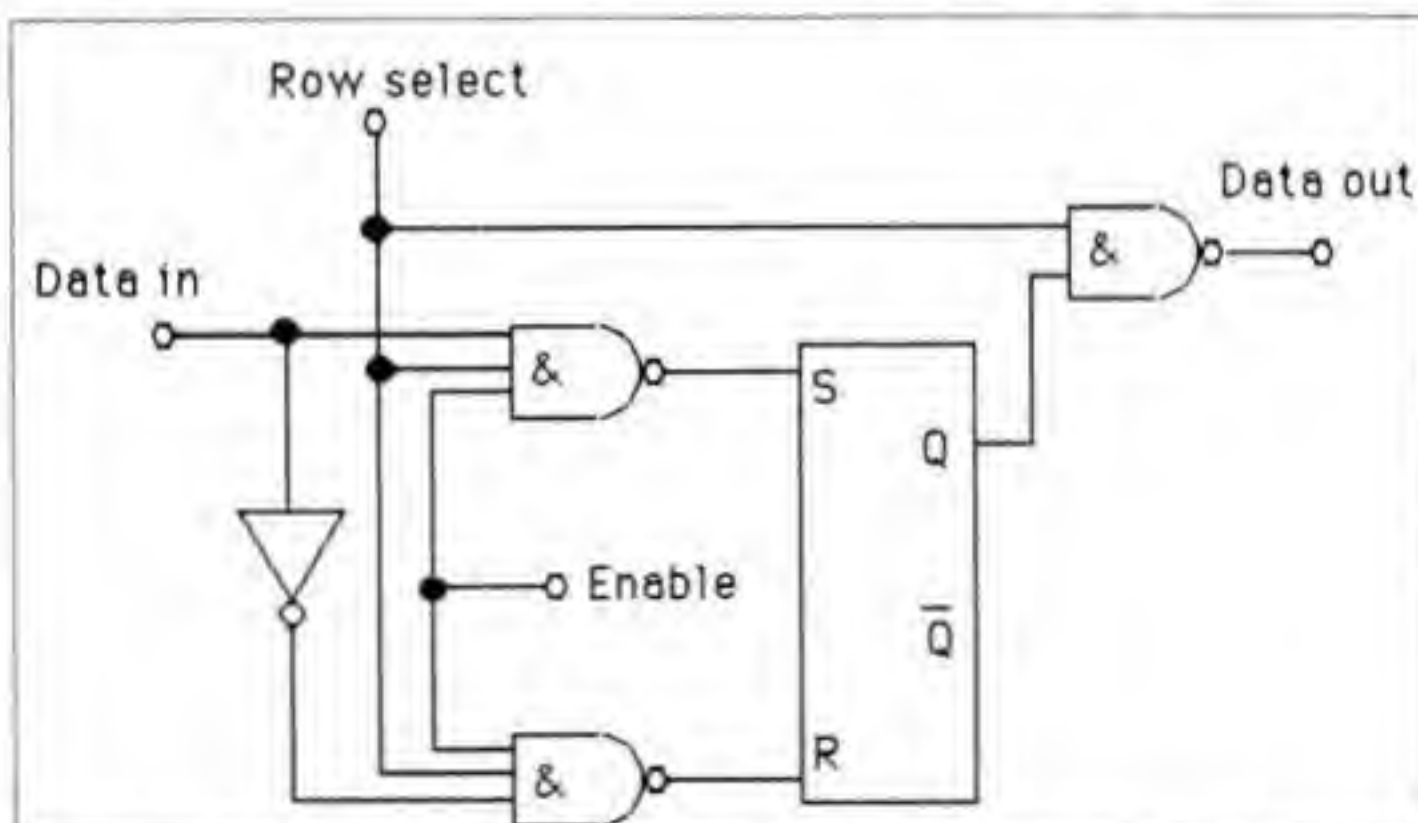 Row select
Data out
&
Data in
&
S
Q
Enable
Q̅
R
&